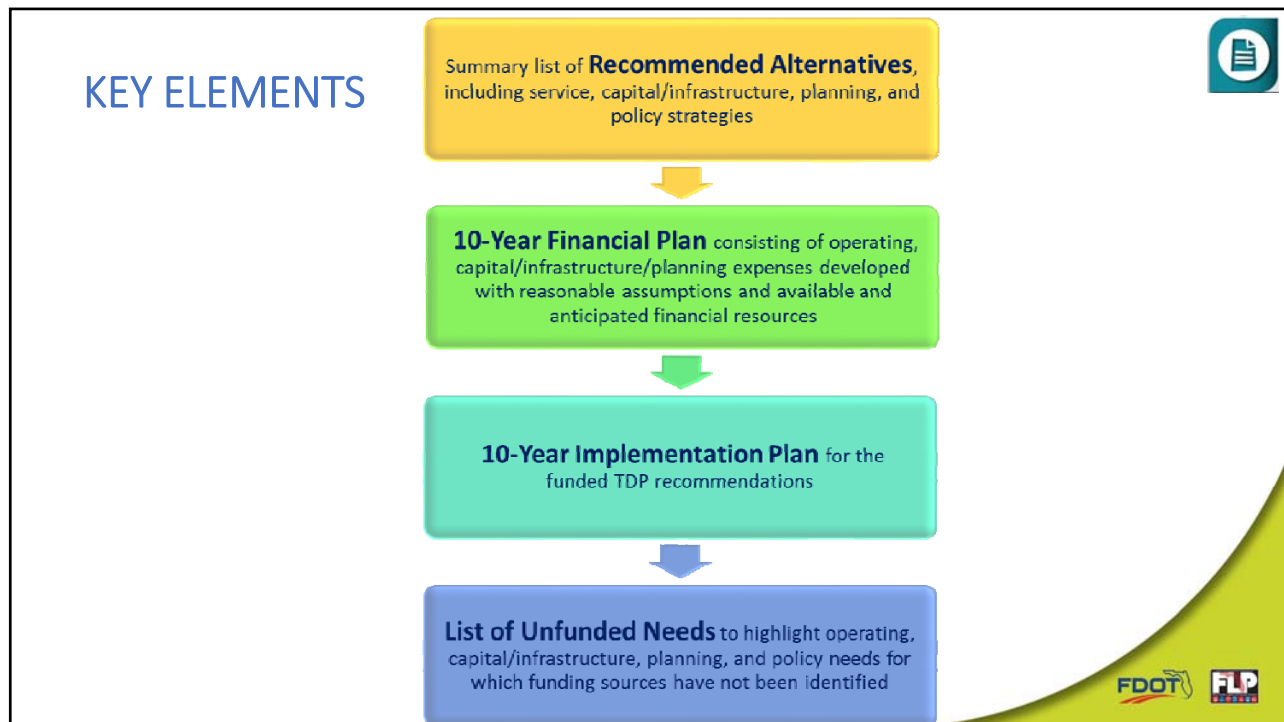 KEY ELEMENTS
Summary list of Recommended Alternatives,
including service, capital/infrastructure, planning, and
policy strategies
10-Year Financial Plan consisting of operating,
capital/infrastructure/planning expenses developed
with reasonable assumptions and available and
anticipated financial resources
10-Year Implementation Plan for the
funded TDP recommendations
List of Unfunded Needs to highlight operating,
capital/infrastructure, planning, and policy needs for
which funding sources have not been identified
FDOT
FLP